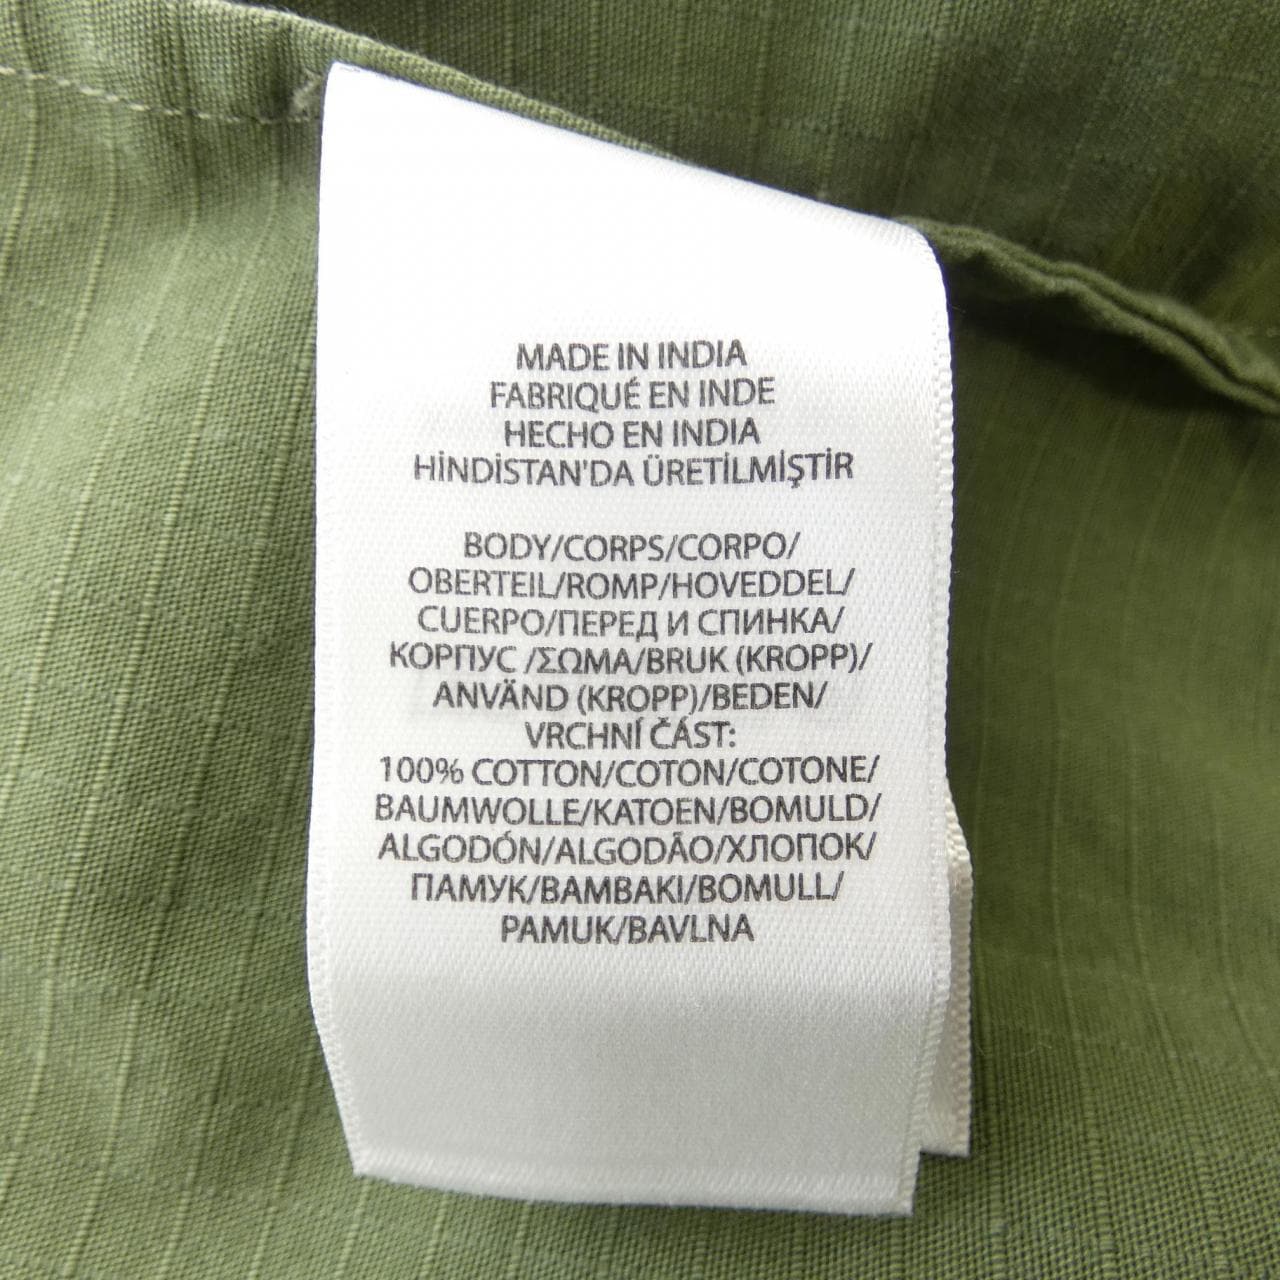 MADE IN INDIA
FABRIQUÉ EN INDE
HECHO EN INDIA
HİNDİSTAN'DA ÜRETİLMİŞTİR
BODY/CORPS/CORPO/
OBERTEIL/ROMP/HOVEDDEL/
CUERPO/ПЕРЕД И СПИНКА/
КОРПУС /ΣΩΜΑ/BRUK (KROPP)/
ANVÄND (KROPP)/BEDEN/
VRCHNÍ ČÁST:
100% COTTON/COTON/COTONE/
BAUMWOLLE/KATOEN/BOMULD/
ALGODÓN/ALGODÃO/ХЛОПОК/
ПАМУК/BAMBAKI/BOMULL/
PAMUK/BAVLNA